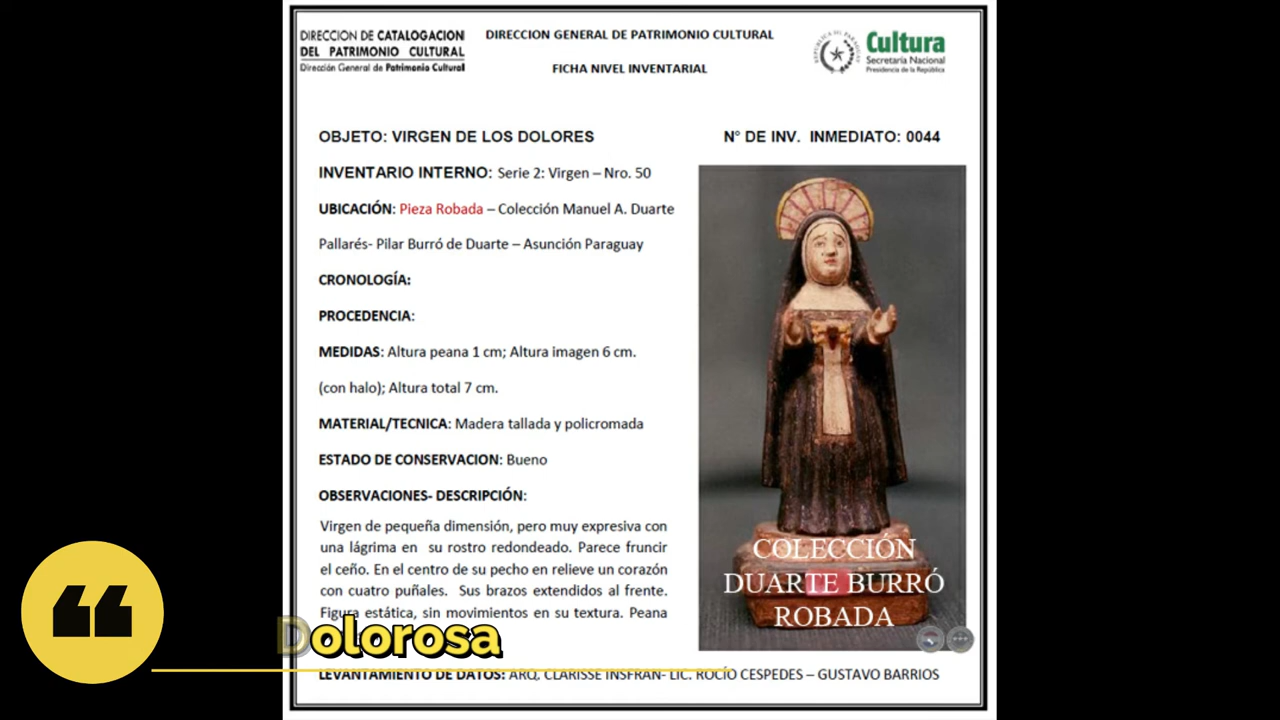 DIRECCION DE CATALOGACION
DEL PATRIMONIO CULTURAL
Dirección General de Patrimonio Cultural
DIRECCION GENERAL DE PATRIMONIO CULTURAL
FICHA NIVEL INVENTARIAL
REPUBLICA DEL PARAGUAY
Cultura
Secretaría Nacional
Presidencia de la República
OBJETO: VIRGEN DE LOS DOLORES
N° DE INV. INMEDIATO: 0044
INVENTARIO INTERNO: Serie 2: Virgen – Nro. 50
UBICACIÓN: Pieza Robada – Colección Manuel A. Duarte
Pallarés- Pilar Burró de Duarte – Asunción Paraguay
CRONOLOGÍA:
PROCEDENCIA:
MEDIDAS: Altura peana 1 cm; Altura imagen 6 cm.
(con halo); Altura total 7 cm.
MATERIAL/TECNICA: Madera tallada y policromada
ESTADO DE CONSERVACION: Bueno
OBSERVACIONES- DESCRIPCIÓN:
Virgen de pequeña dimensión, pero muy expresiva con
una lágrima en su rostro redondeado. Parece fruncir
el ceño. En el centro de su pecho en relieve un corazón
con cuatro puñales. Sus brazos extendidos al frente.
Figura estática, sin movimientos en su textura. Peana
COLECCIÓN
DUARTE BURRÓ
ROBADA
Dolorosa
LEVANTAMIENTO DE DATOS: ARQ. CLARISSE INSFRAN- LIC. ROCÍO CESPEDES – GUSTAVO BARRIOS